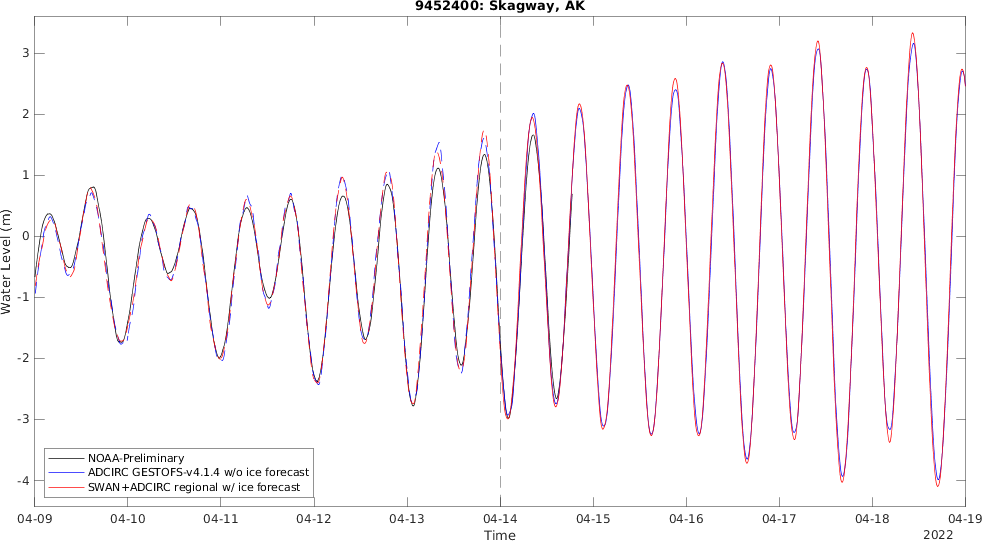 9452400: Skagway, AK
Water Level (m)
3
2
1
0
-1
-2
-3
-4
NOAA-Preliminary
ADCIRC GESTOFS-v4.1.4 w/o ice forecast
SWAN+ADCIRC regional w/ ice forecast
04-09 04-10 04-11 04-12 04-13 04-14 04-15 04-16 04-17 04-18 04-19
Time
2022